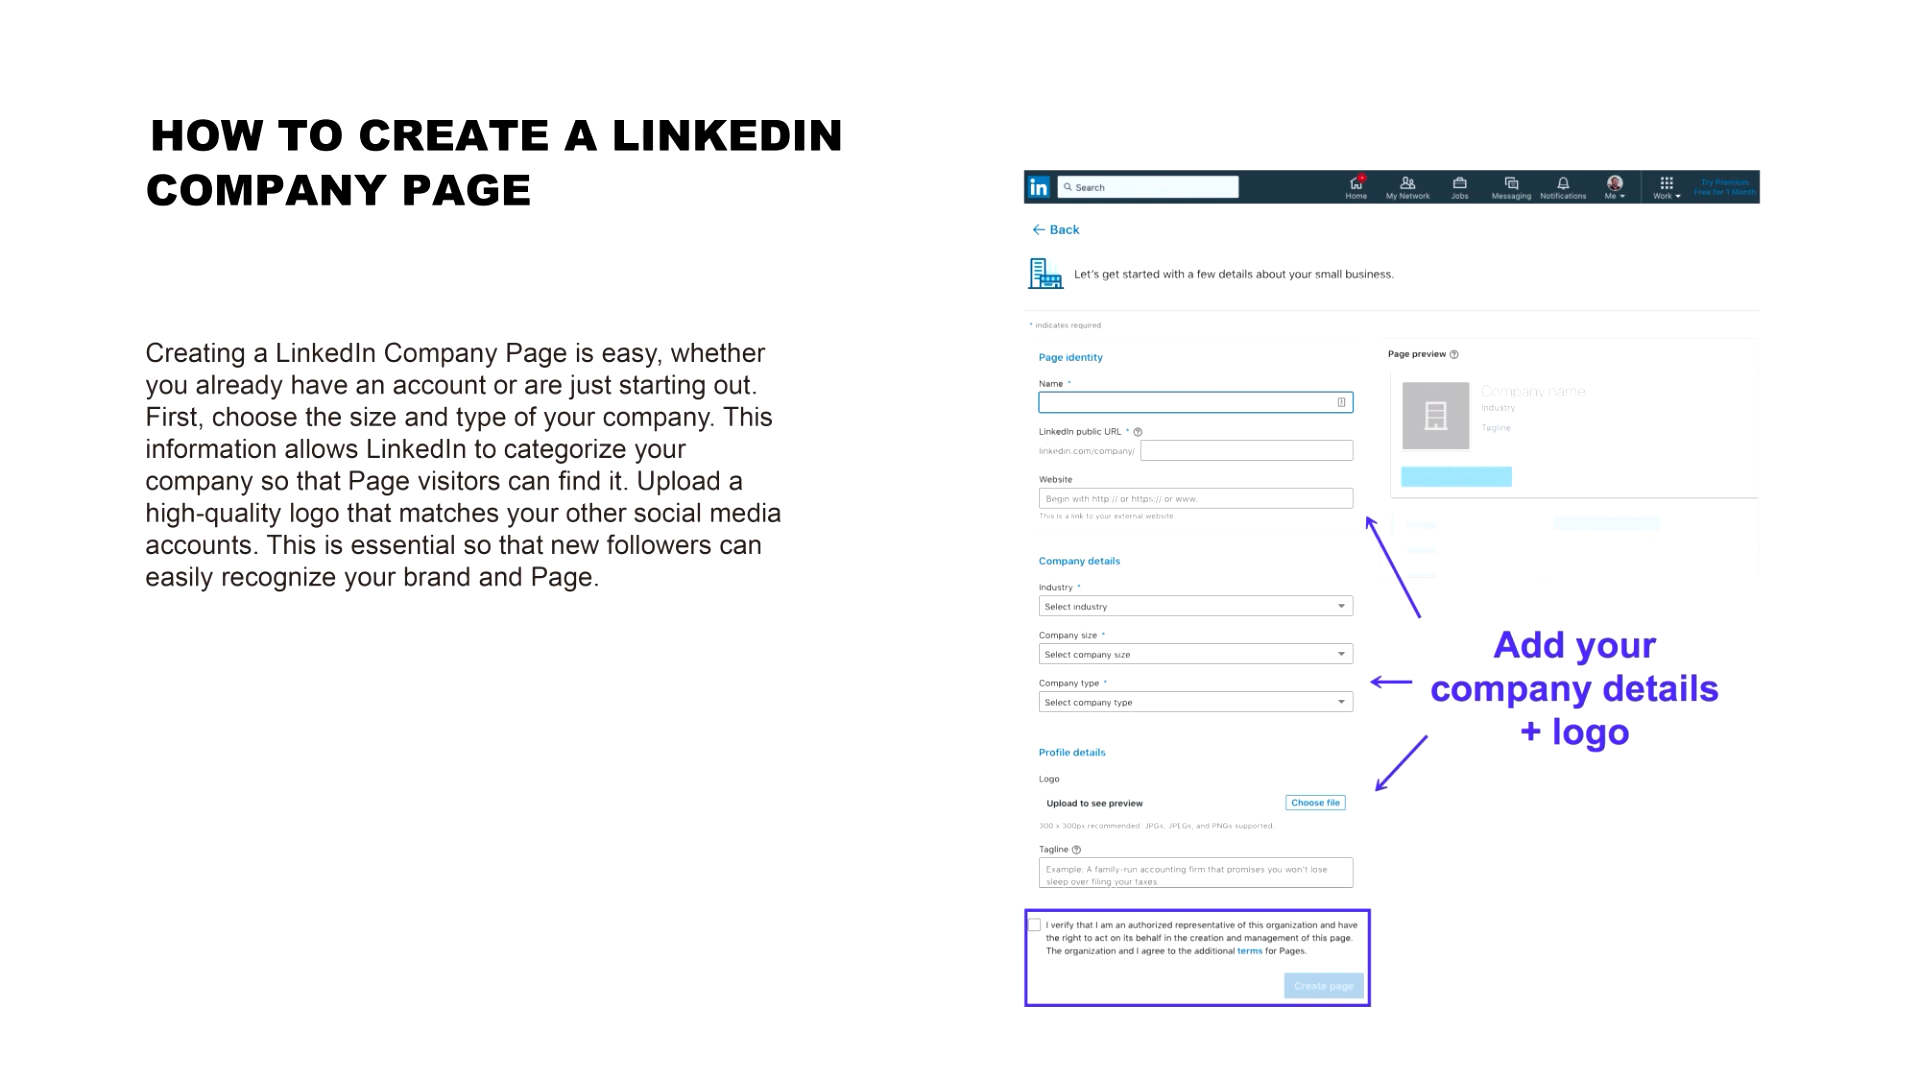 HOW TO CREATE A LINKEDIN
COMPANY PAGE
Creating a LinkedIn Company Page is easy, whether
you already have an account or are just starting out.
First, choose the size and type of your company. This
information allows LinkedIn to categorize your
company so that Page visitors can find it. Upload a
high-quality logo that matches your other social media
accounts. This is essential so that new followers can
easily recognize your brand and Page.
in Search Home My Network Jobs Messaging Notifications Me Work Try Premium
Free for 1 Month
← Back
Let's get started with a few details about your small business.
* indicates required
Page identity
Name *
LinkedIn public URL *
linkedin.com/company/
Website
Begin with http:// or https:// or www.
This is a link to your external website.
Company details
Industry *
Select industry
Company size *
Select company size
Company type *
Select company type
Profile details
Logo
Upload to see preview Choose file
300 x 300px recommended. JPGs, JPEGs, and PNGs supported.
Tagline
Example: A family-run accounting firm that promises you won't lose
sleep over filing your taxes.
I verify that I am an authorized representative of this organization and have
the right to act on its behalf in the creation and management of this page.
The organization and I agree to the additional terms for Pages.
Create page
Page preview
Company name
Industry
Tagline
Add your
company details
+ logo